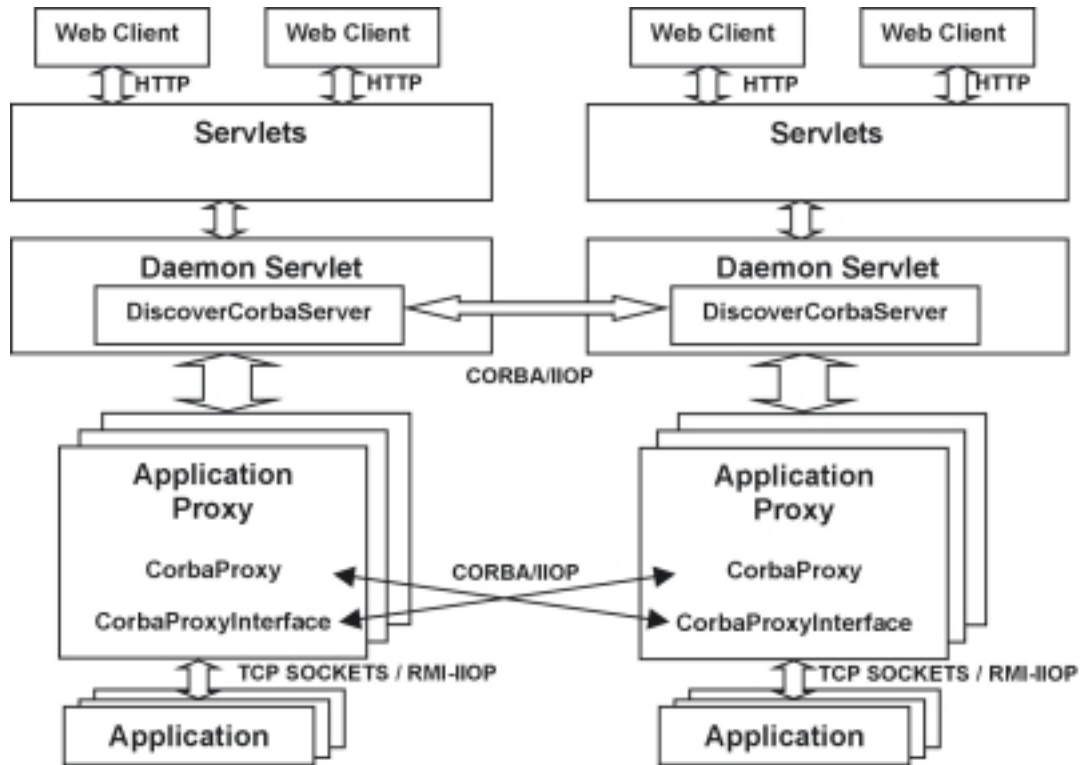 Web Client
Web Client
Web Client
Web Client
HTTP
HTTP
HTTP
HTTP
Servlets
Servlets
Daemon Servlet
Daemon Servlet
DiscoverCorbaServer
DiscoverCorbaServer
CORBA/IIOP
Application
Proxy
Application
Proxy
CorbaProxy
CORBA/IIOP
CorbaProxy
CorbaProxyInterface
CorbaProxyInterface
TCP SOCKETS / RMI-IIOP
TCP SOCKETS / RMI-IIOP
Application
Application